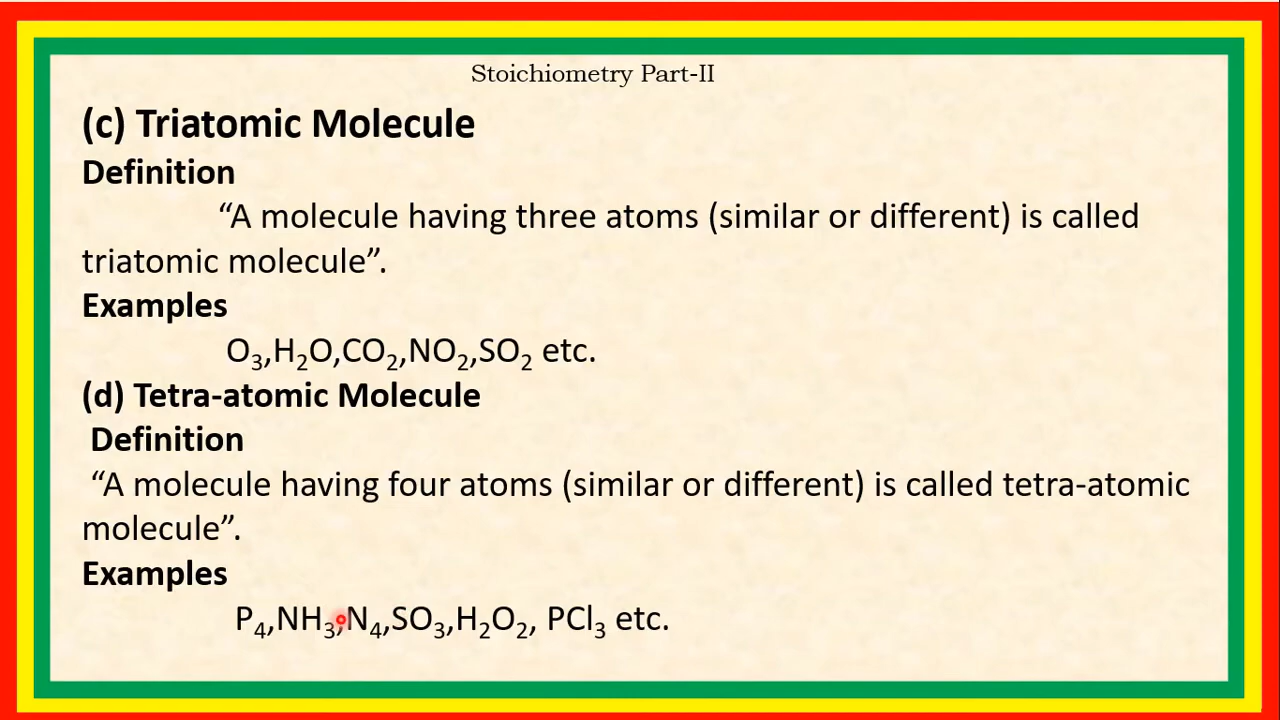 Stoichiometry Part-II
(c) Triatomic Molecule
Definition
“A molecule having three atoms (similar or different) is called
triatomic molecule”.
Examples
O₃,H₂O,CO₂,NO₂,SO₂ etc.
(d) Tetra-atomic Molecule
Definition
“A molecule having four atoms (similar or different) is called tetra-atomic
molecule”.
Examples
P₄,NH₃,N₄,SO₃,H₂O₂, PCl₃ etc.